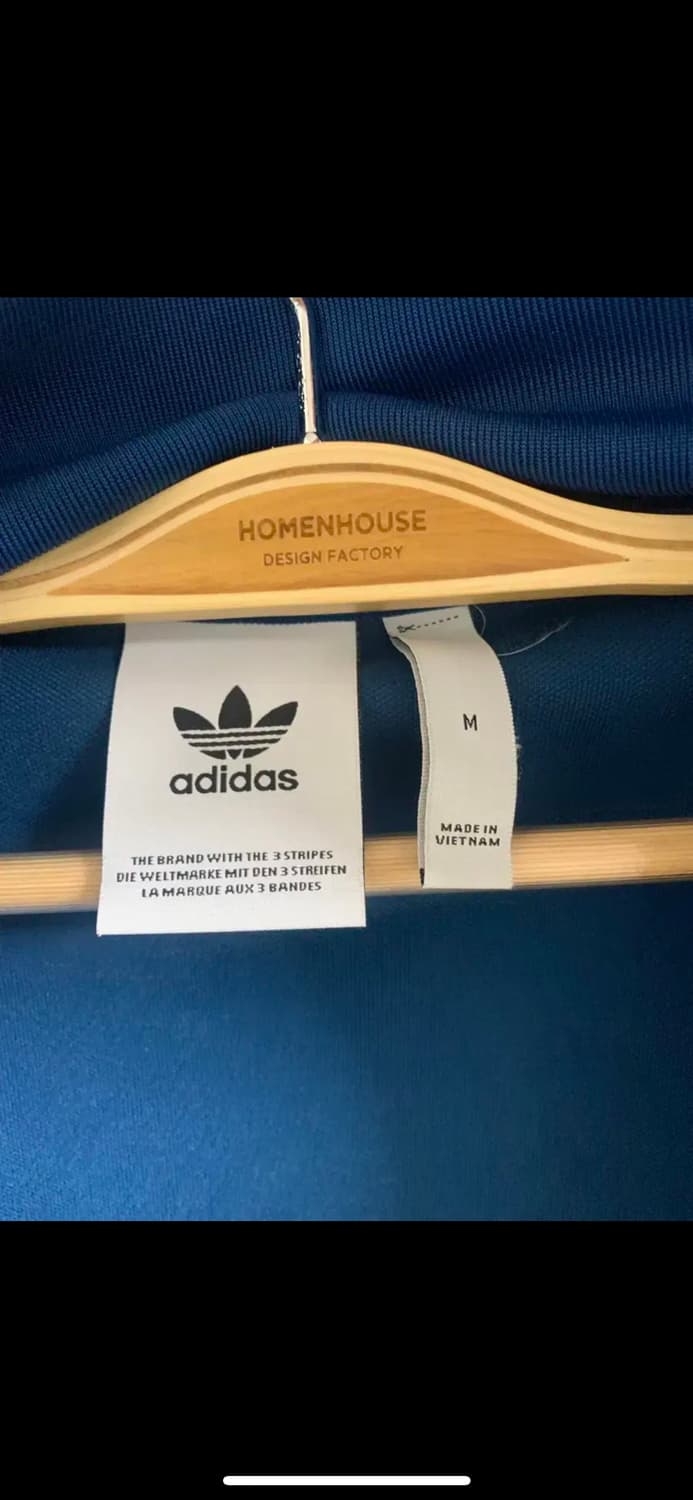 HOMENHOUSE
DESIGN FACTORY
adidas
THE BRAND WITH THE 3 STRIPES
DIE WELTMARKE MIT DEN 3 STREIFEN
LA MARQUE AUX 3 BANDES
M
MADE IN
VIETNAM